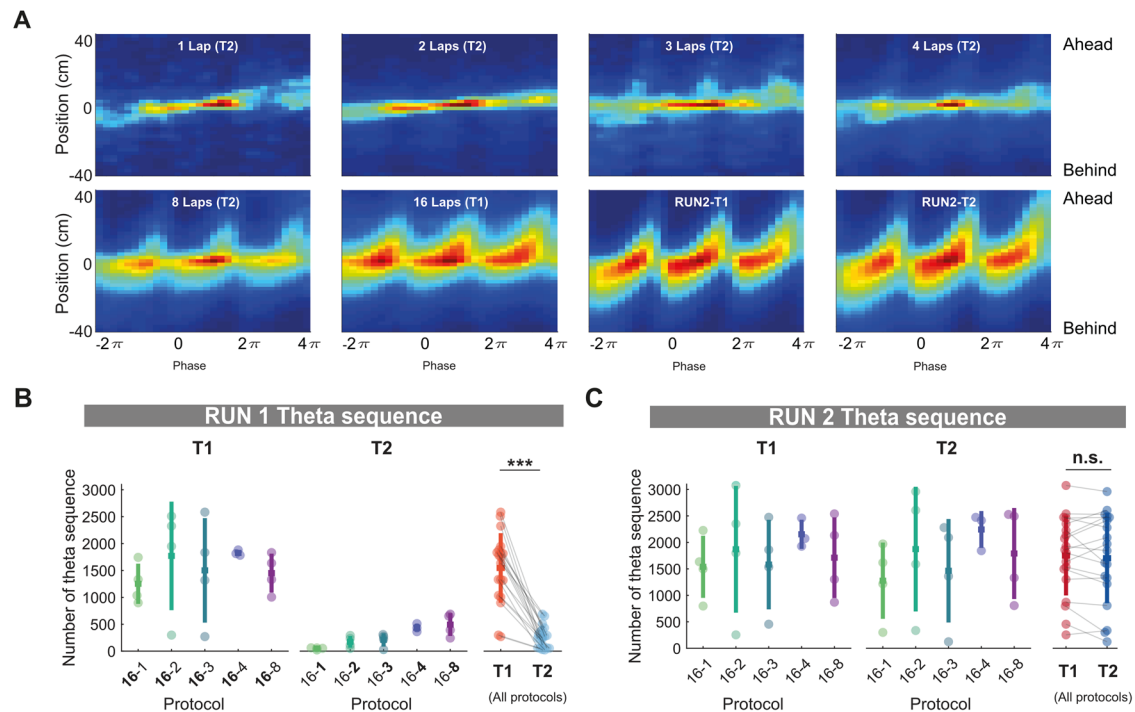 A
1 Lap (T2)
2 Laps (T2)
3 Laps (T2)
4 Laps (T2)
Position (cm)
40
0
-40
Ahead
Behind
8 Laps (T2)
16 Laps (T1)
RUN2-T1
RUN2-T2
Position (cm)
40
0
-40
Ahead
Behind
-2π 0 2π 4π
-2π 0 2π 4π
-2π 0 2π 4π
-2π 0 2π 4π
Phase
Phase
Phase
Phase
B
RUN 1 Theta sequence
T1
T2
***
Number of theta sequence
3000
2500
2000
1500
1000
500
0
16-1 16-2 16-3 16-4 16-8
Protocol
16-1 16-2 16-3 16-4 16-8
Protocol
T1 T2
(All protocols)
C
RUN 2 Theta sequence
T1
T2
n.s.
Number of theta sequence
3000
2500
2000
1500
1000
500
0
16-1 16-2 16-3 16-4 16-8
Protocol
16-1 16-2 16-3 16-4 16-8
Protocol
T1 T2
(All protocols)